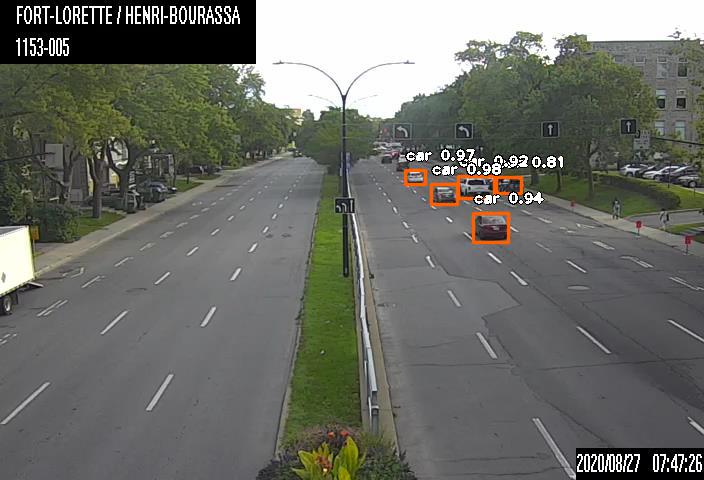 FORT-LORETTE / HENRI-BOURASSA
1153-005
car 0.97
car 0.92
0.81
car 0.98
car 0.94
2020/08/27 07:47:26